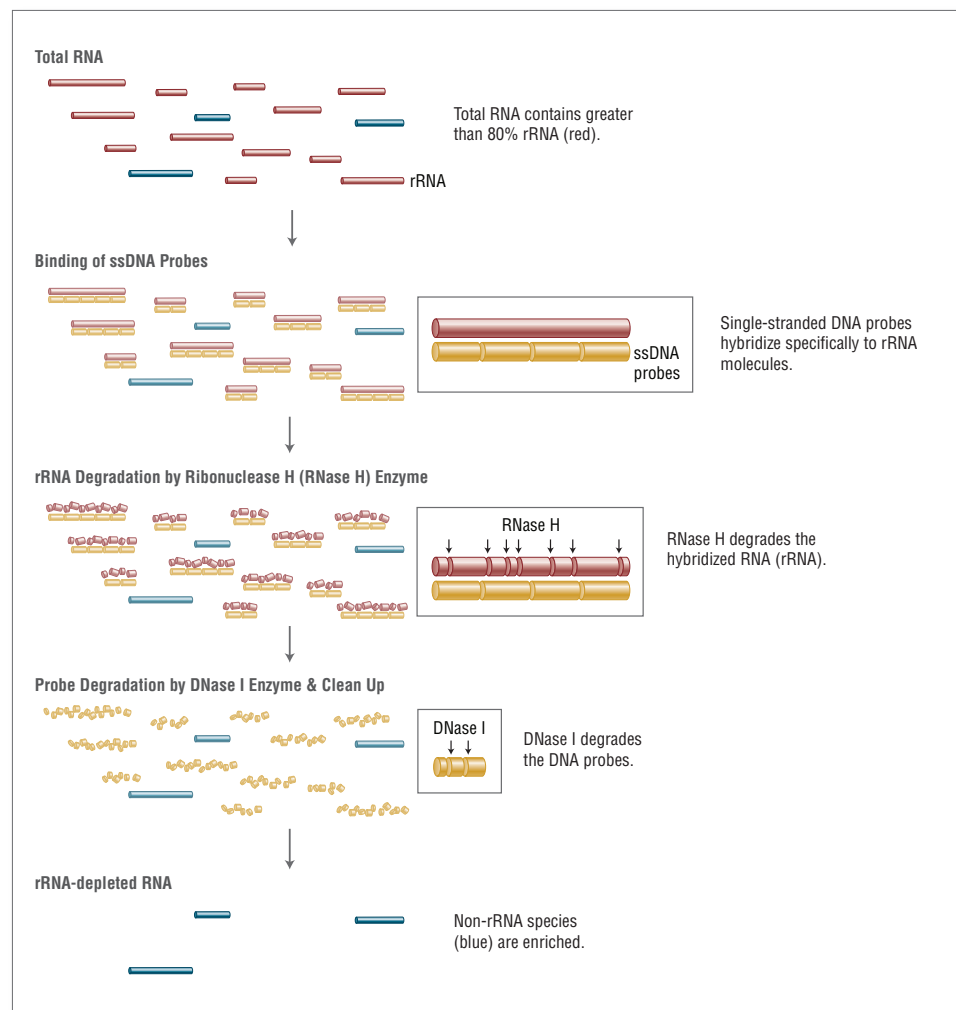 Total RNA
Total RNA contains greater
than 80% rRNA (red).
rRNA
Binding of ssDNA Probes
ssDNA
probes
Single-stranded DNA probes
hybridize specifically to rRNA
molecules.
rRNA Degradation by Ribonuclease H (RNase H) Enzyme
RNase H
RNase H degrades the
hybridized RNA (rRNA).
Probe Degradation by DNase I Enzyme & Clean Up
DNase I
DNase I degrades
the DNA probes.
rRNA-depleted RNA
Non-rRNA species
(blue) are enriched.